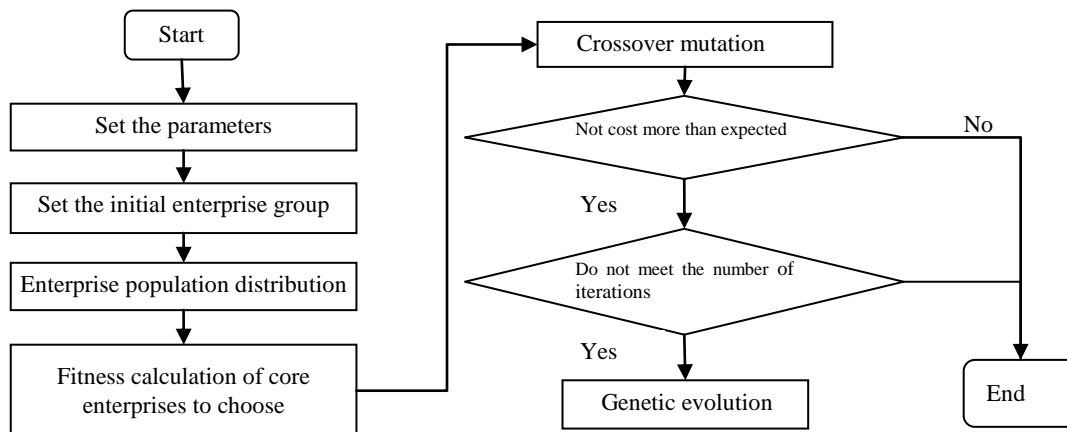 Start
Set the parameters
Set the initial enterprise group
Enterprise population distribution
Fitness calculation of core
enterprises to choose
Crossover mutation
Not cost more than expected
No
Yes
Do not meet the number of
iterations
Yes
Genetic evolution
End